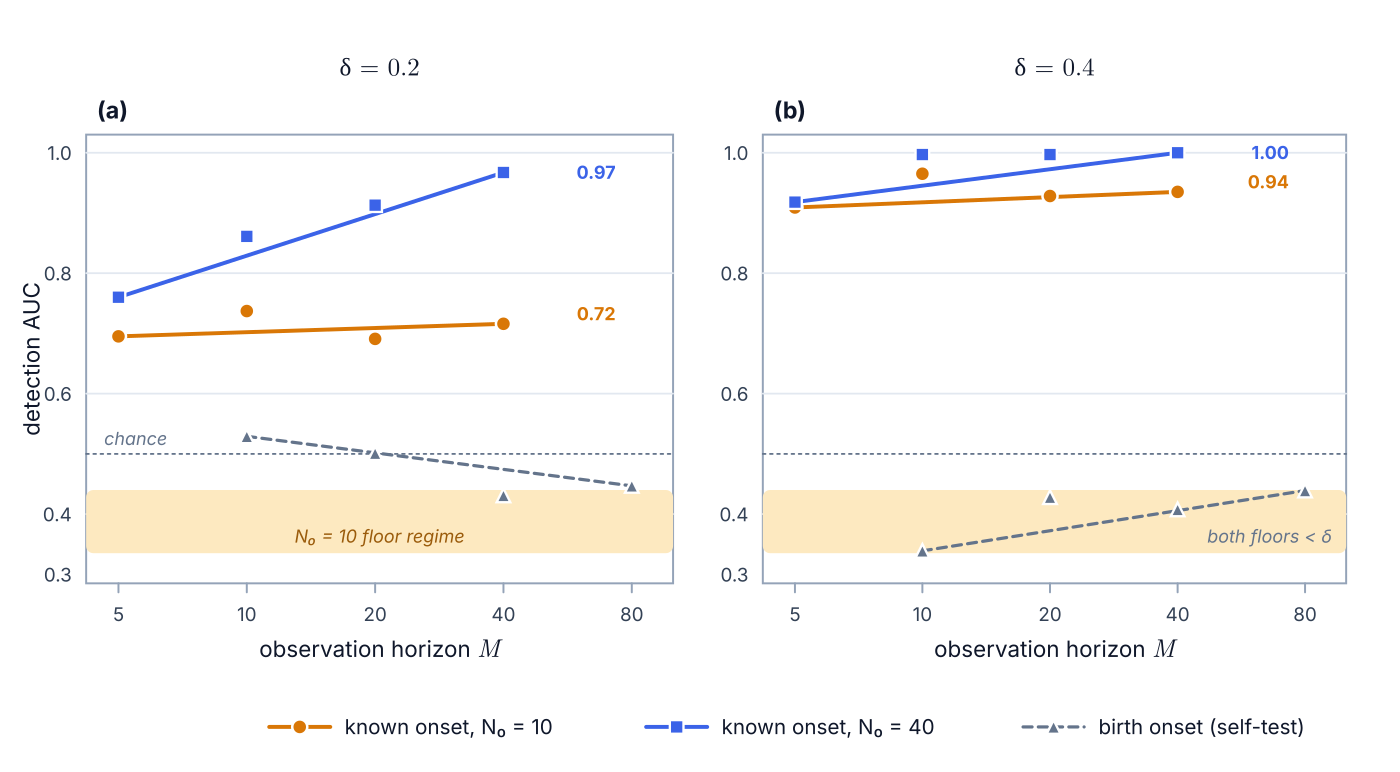 δ = 0.2
(a)
detection AUC
1.0
0.8
0.6
0.4
0.3
0.97
0.72
chance
Nₒ = 10 floor regime
5 10 20 40 80
observation horizon M
δ = 0.4
(b)
1.0
0.8
0.6
0.4
0.3
1.00
0.94
both floors < δ
5 10 20 40 80
observation horizon M
known onset, Nₒ = 10
known onset, Nₒ = 40
birth onset (self-test)